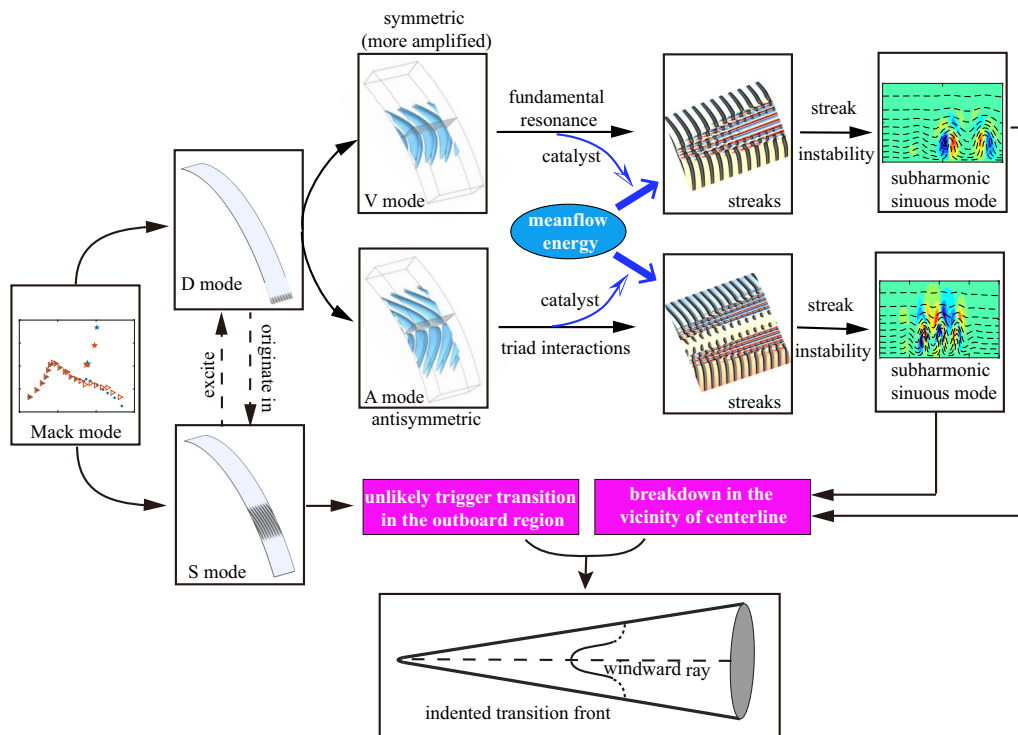 symmetric
(more amplified)
V mode
fundamental
resonance
catalyst
streaks
streak
instability
subharmonic
sinuous mode
D mode
meanflow
energy
Mack mode
excite
originate in
A mode
antisymmetric
catalyst
triad interactions
streaks
streak
instability
subharmonic
sinuous mode
S mode
unlikely trigger transition
in the outboard region
breakdown in the
vicinity of centerline
windward ray
indented transition front